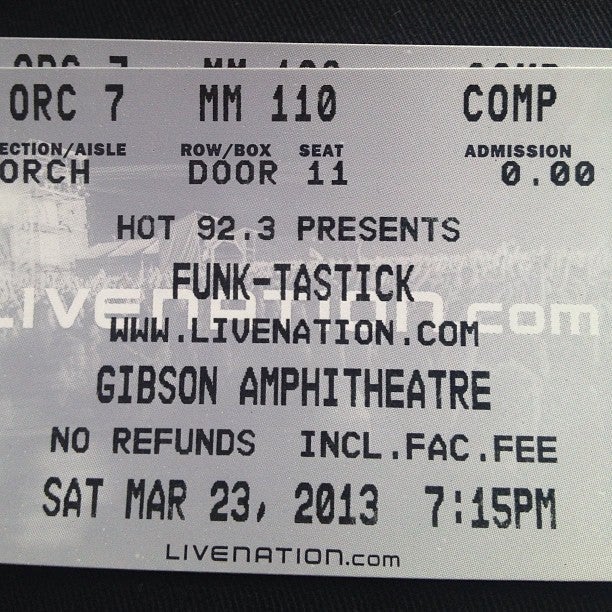 ORC 7 MM 110 COMP
ECTION/AISLE ROW/BOX SEAT ADMISSION
ORCH DOOR 11 0.00
HOT 92.3 PRESENTS
FUNK-TASTICK
LIVENATION.com
WWW.LIVENATION.COM
GIBSON AMPHITHEATRE
NO REFUNDS INCL.FAC.FEE
SAT MAR 23, 2013 7:15PM
LIVENATION.com